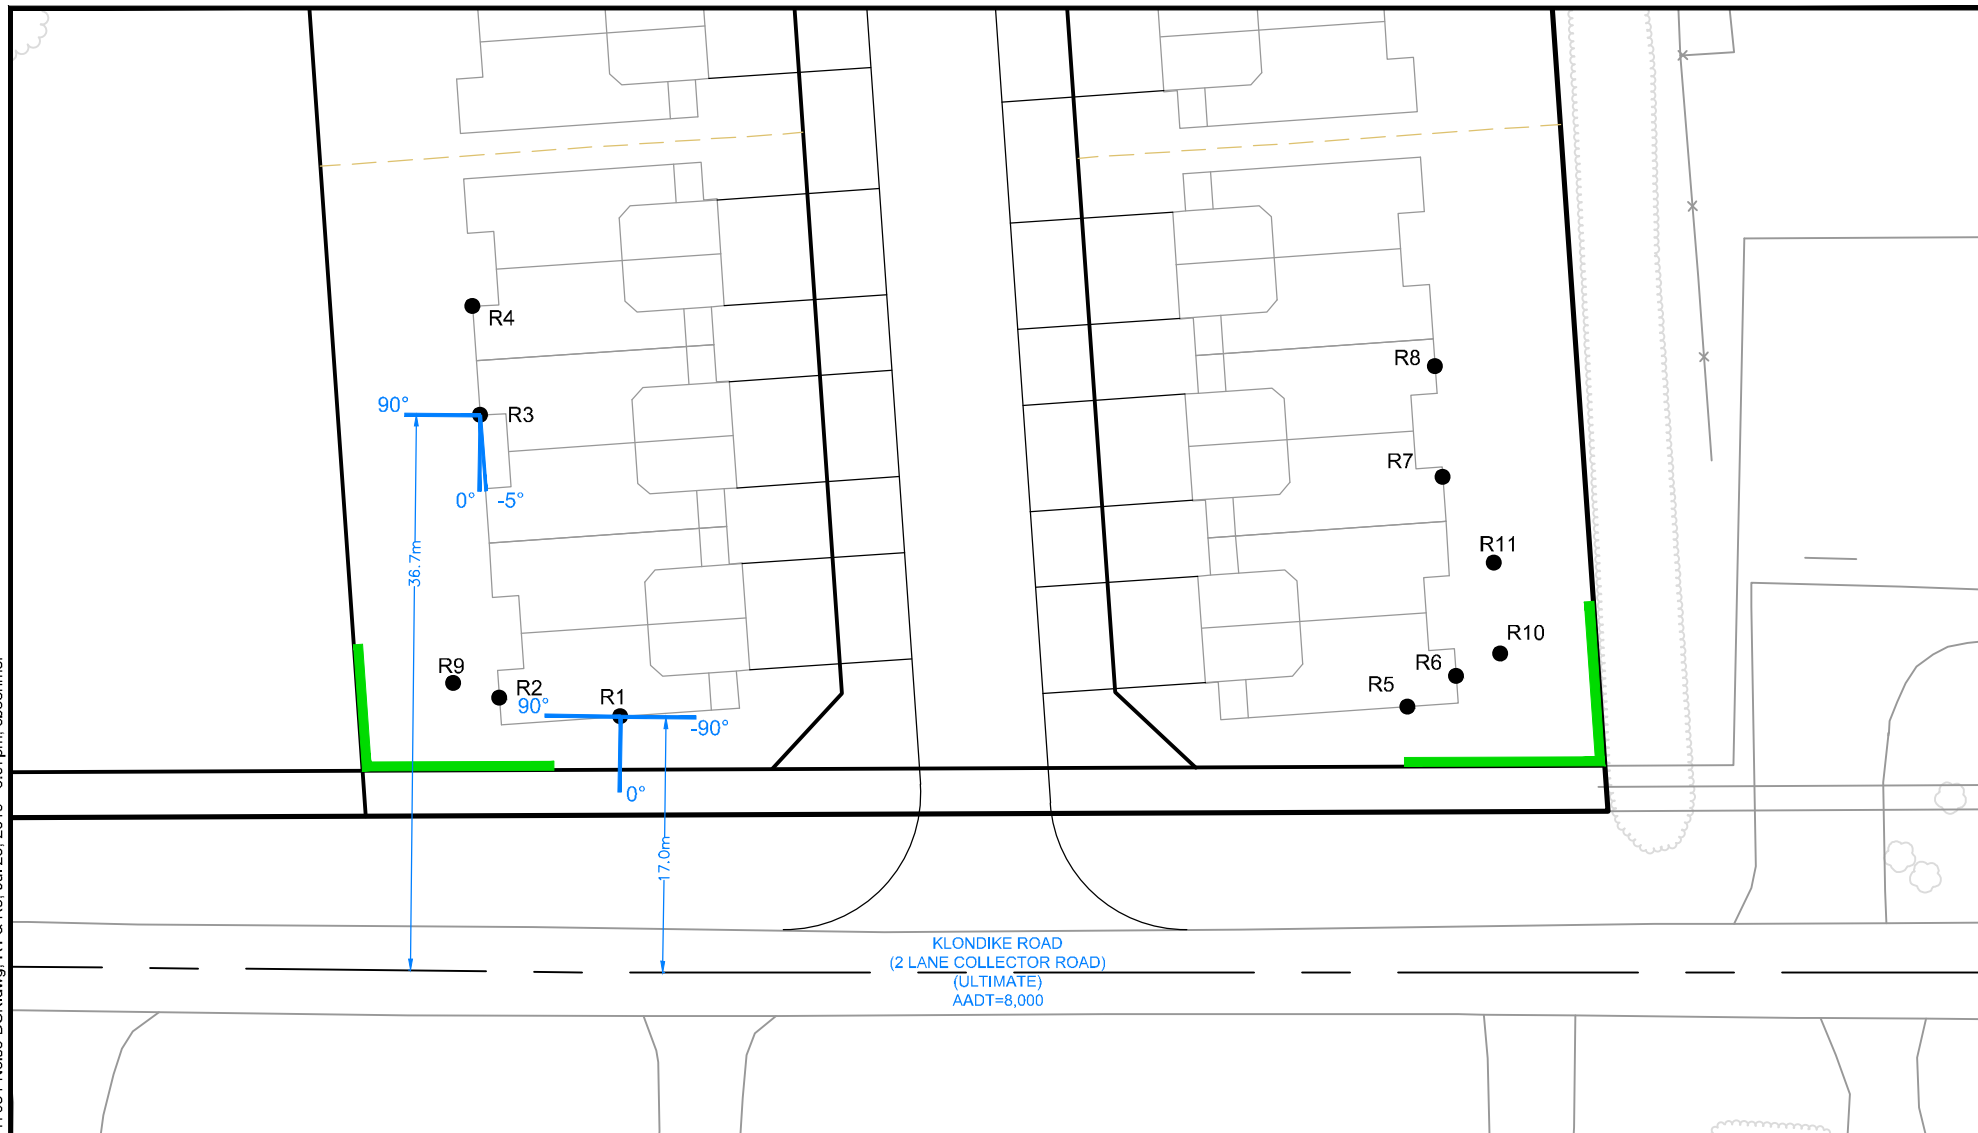 R4
R8
90°
R3
0°
-5°
R7
36.7m
R11
R10
R9
R2
R6
R1
R5
90°
-90°
0°
17.0m
KLONDIKE ROAD
(2 LANE COLLECTOR ROAD)
(ULTIMATE)
AADT=8,000